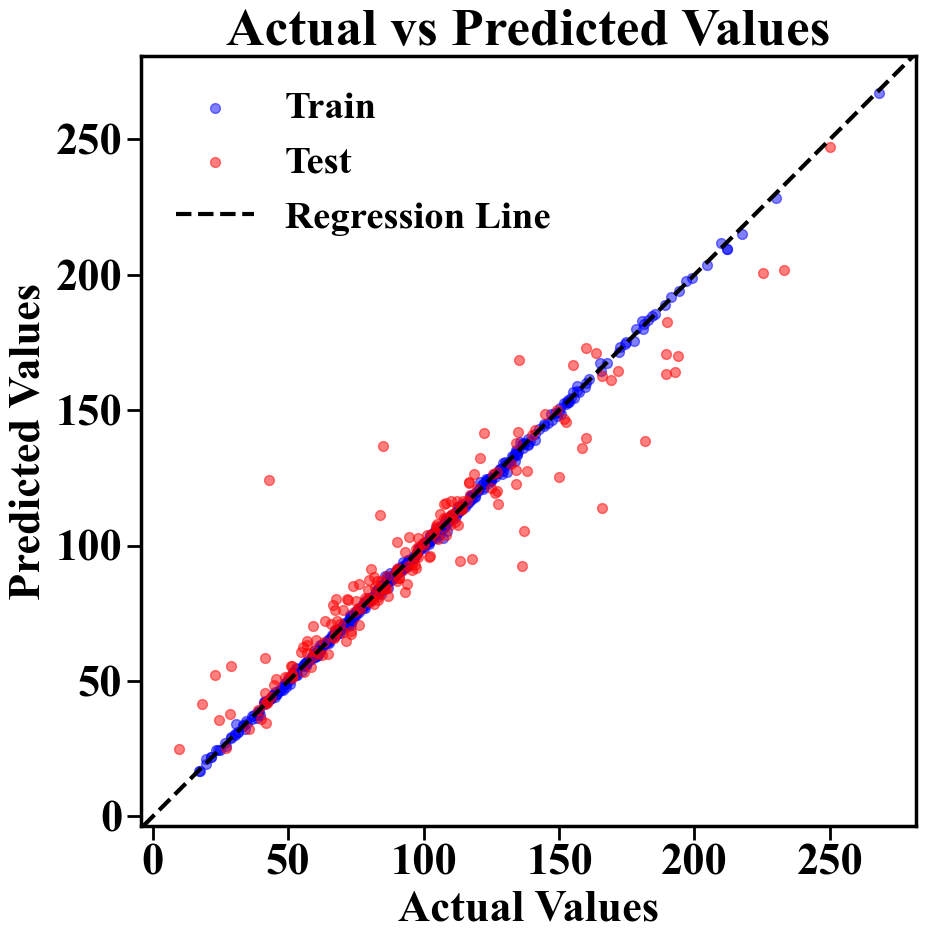 Actual vs Predicted Values
Train
Test
Regression Line
Predicted Values
250
200
150
100
50
0
0 50 100 150 200 250
Actual Values